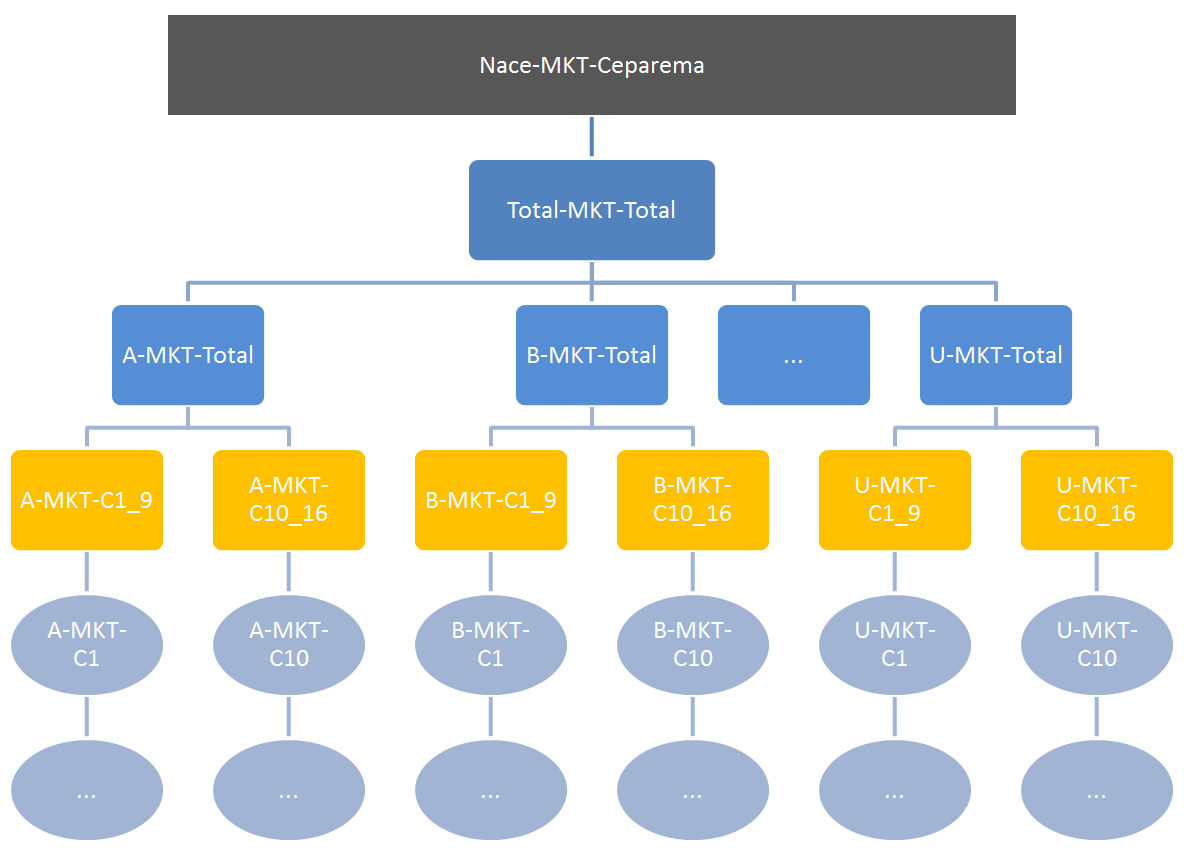 Nace-MKT-Ceparema
Total-MKT-Total
A-MKT-Total
B-MKT-Total
...
U-MKT-Total
A-MKT-C1_9
A-MKT-
C10_16
B-MKT-C1_9
B-MKT-
C10_16
U-MKT-
C1_9
U-MKT-
C10_16
A-MKT-
C1
A-MKT-
C10
B-MKT-
C1
B-MKT-
C10
U-MKT-
C1
U-MKT-
C10
...
...
...
...
...
...